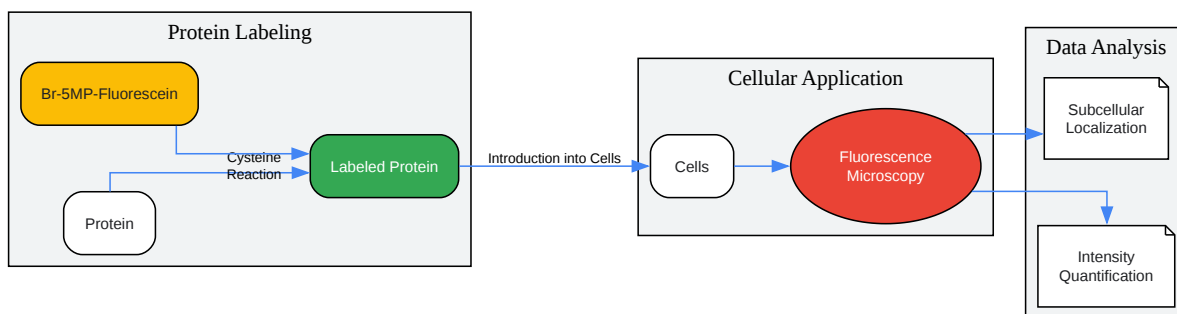 Protein Labeling
Br-5MP-Fluorescein
Cysteine
Reaction
Labeled Protein
Protein
Introduction into Cells
Cellular Application
Cells
Fluorescence
Microscopy
Data Analysis
Subcellular
Localization
Intensity
Quantification